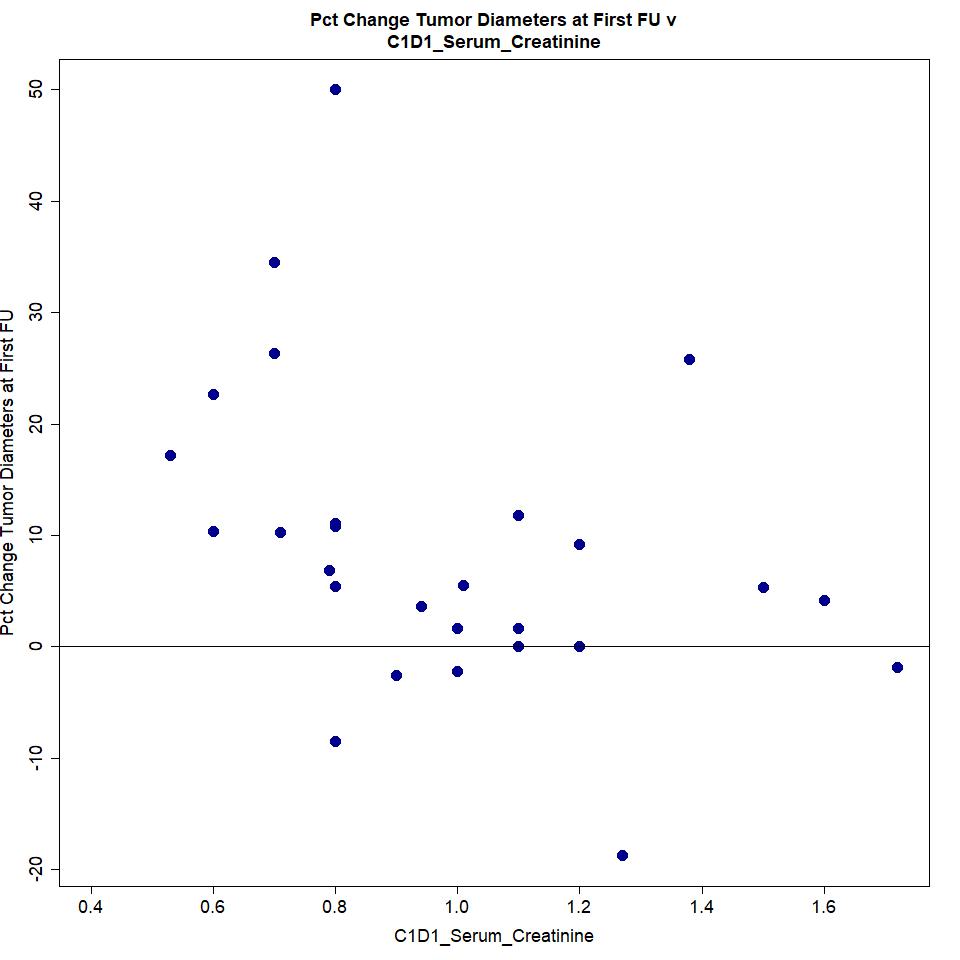 Pct Change Tumor Diameters at First FU v
C1D1_Serum_Creatinine
Pct Change Tumor Diameters at First FU
50
40
30
20
10
0
-10
-20
0.4 0.6 0.8 1.0 1.2 1.4 1.6
C1D1_Serum_Creatinine